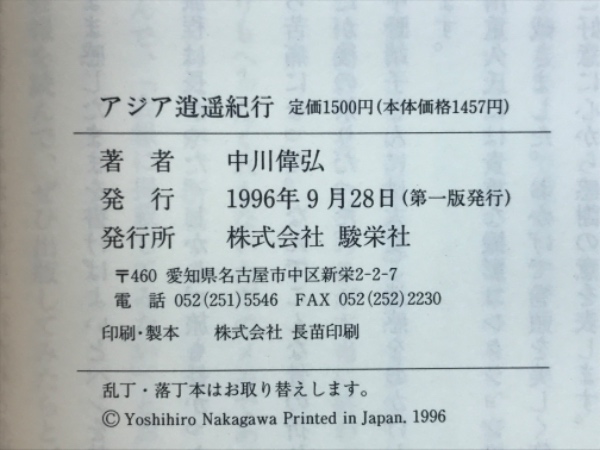 アジア逍遥紀行 定価1500円(本体価格1457円)
著 者 中川偉弘
発 行 1996年9月28日(第一版発行)
発行所 株式会社 駿栄社
〒460 愛知県名古屋市中区新栄2-2-7
電 話 052(251)5546 FAX 052(252)2230
印刷・製本 株式会社 長苗印刷
乱丁・落丁本はお取り替えします。
© Yoshihiro Nakagawa Printed in Japan. 1996